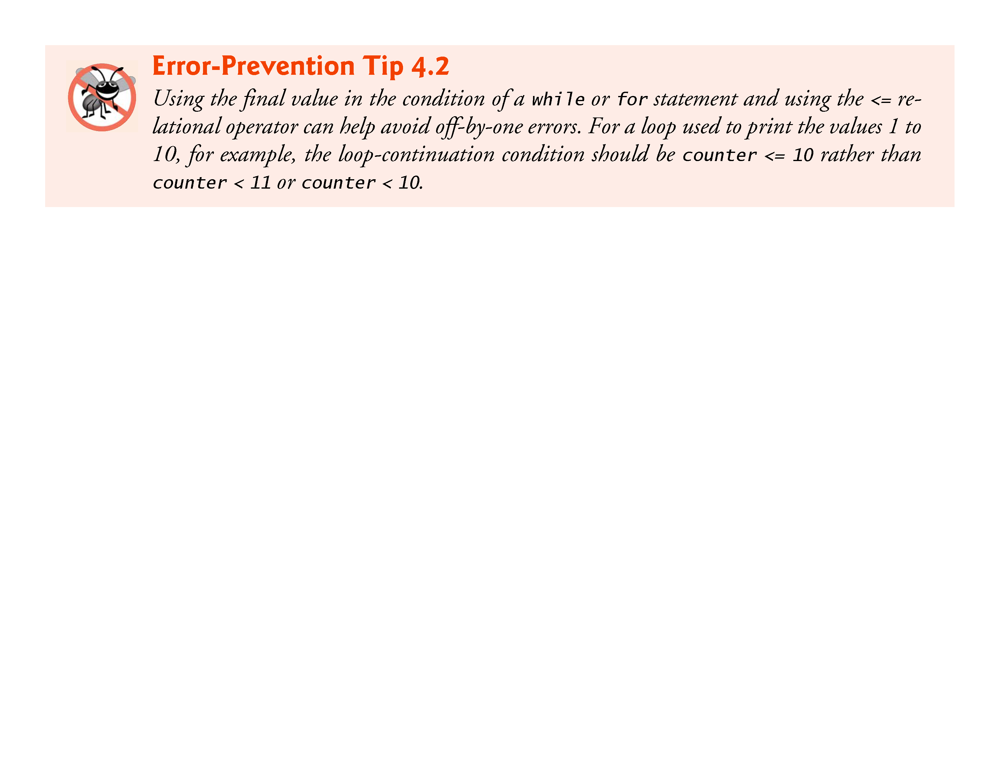 Error-Prevention Tip 4.2
Using the final value in the condition of a while or for statement and using the <= re-
lational operator can help avoid off-by-one errors. For a loop used to print the values 1 to
10, for example, the loop-continuation condition should be counter <= 10 rather than
counter < 11 or counter < 10.